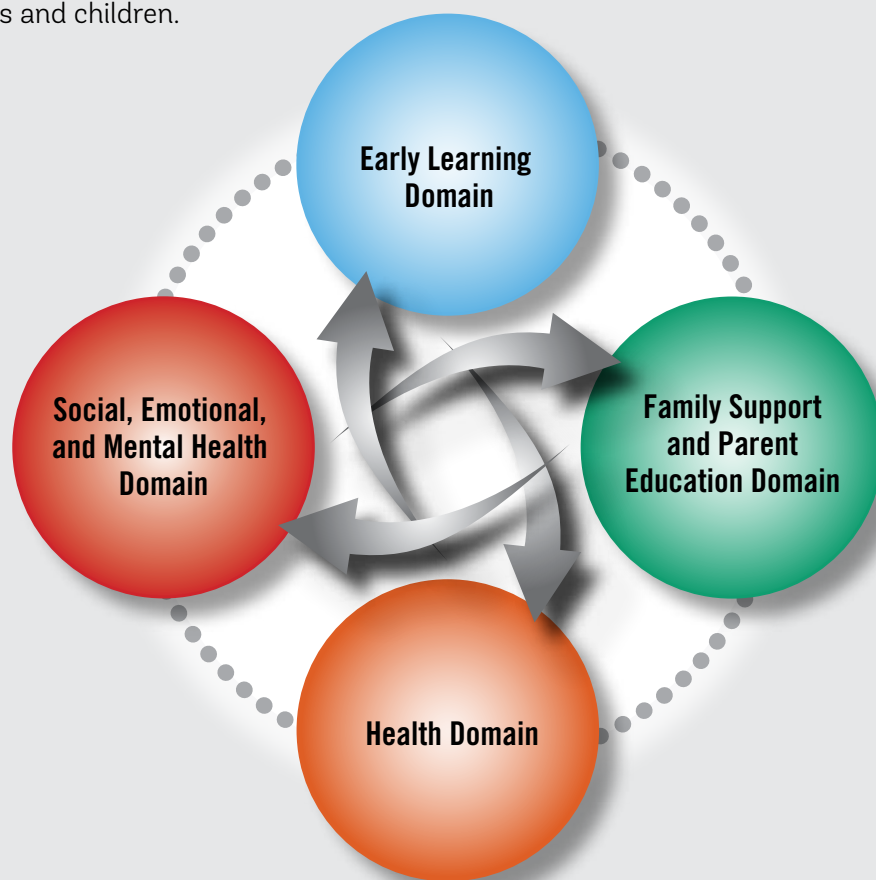 s and children.
Early Learning
Domain
Social, Emotional,
and Mental Health
Domain
Family Support
and Parent
Education Domain
Health Domain